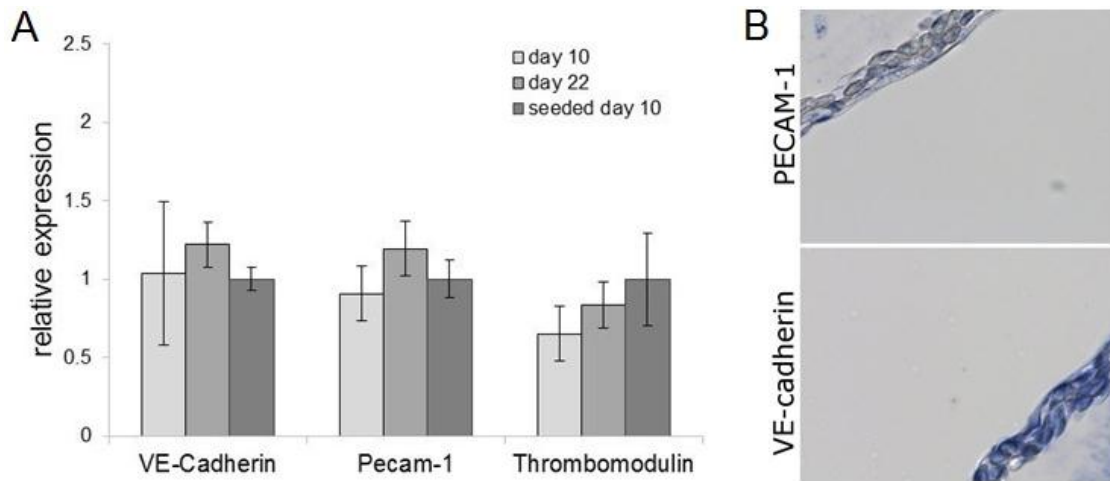 A
2.5
2
1.5
1
0.5
0
relative expression
day 10
day 22
seeded day 10
VE-Cadherin
Pecam-1
Thrombomodulin
B
PECAM-1
VE-cadherin